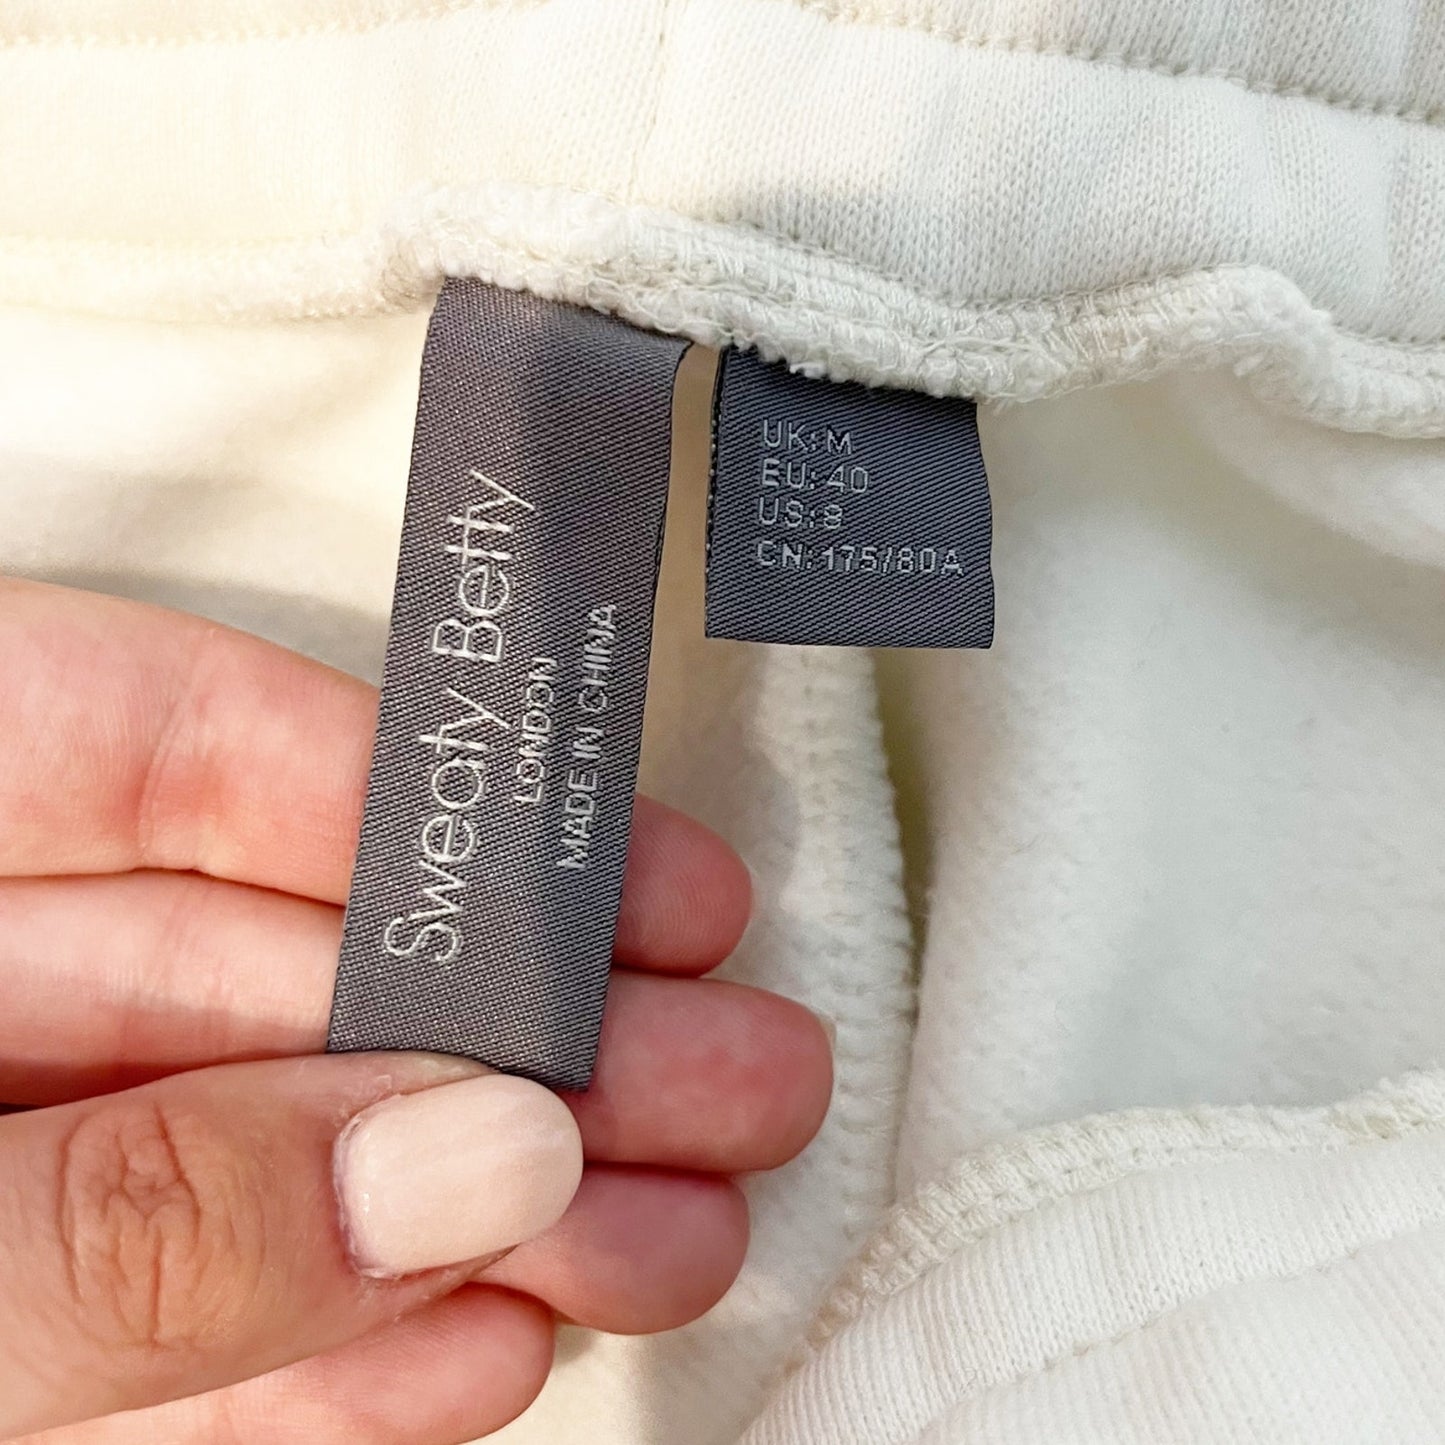 Sweaty Betty
LONDON
MADE IN CHINA
UK: M
EU: 40
US: 8
CN: 175/80A